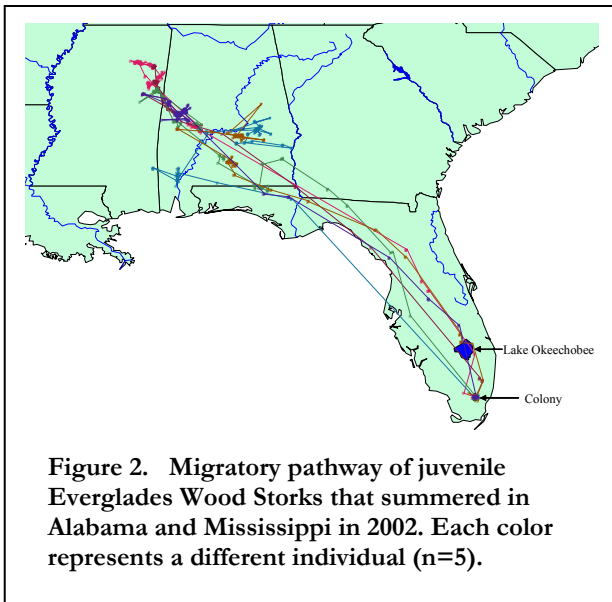 Lake Okeechobee
Colony
Figure 2. Migratory pathway of juvenile
Everglades Wood Storks that summered in
Alabama and Mississippi in 2002. Each color
represents a different individual (n=5).